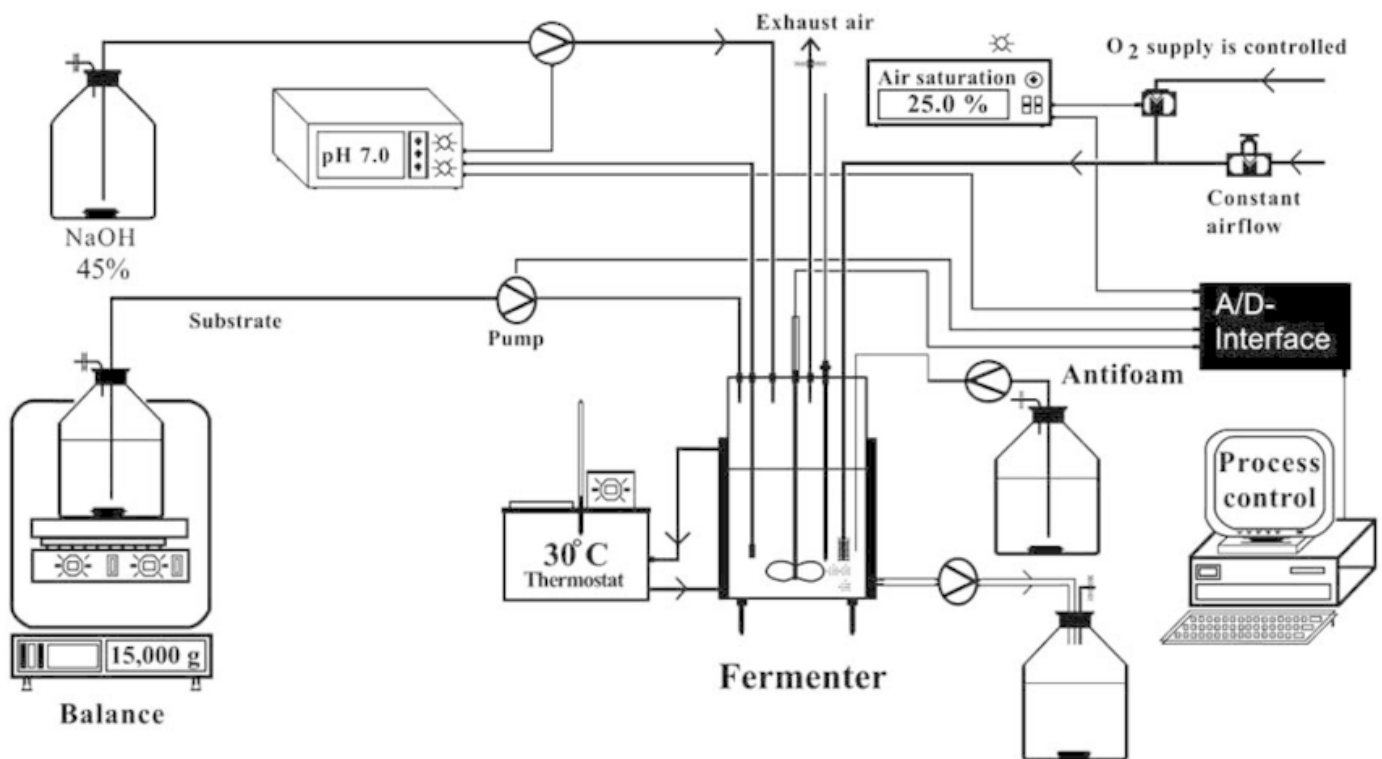 Exhaust air
O2 supply is controlled
Air saturation
25.0 %
pH 7.0
Constant
airflow
NaOH
45%
A/D-
Interface
Substrate
Pump
Antifoam
Process
control
30°C
Thermostat
15,000 g
Fermenter
Balance